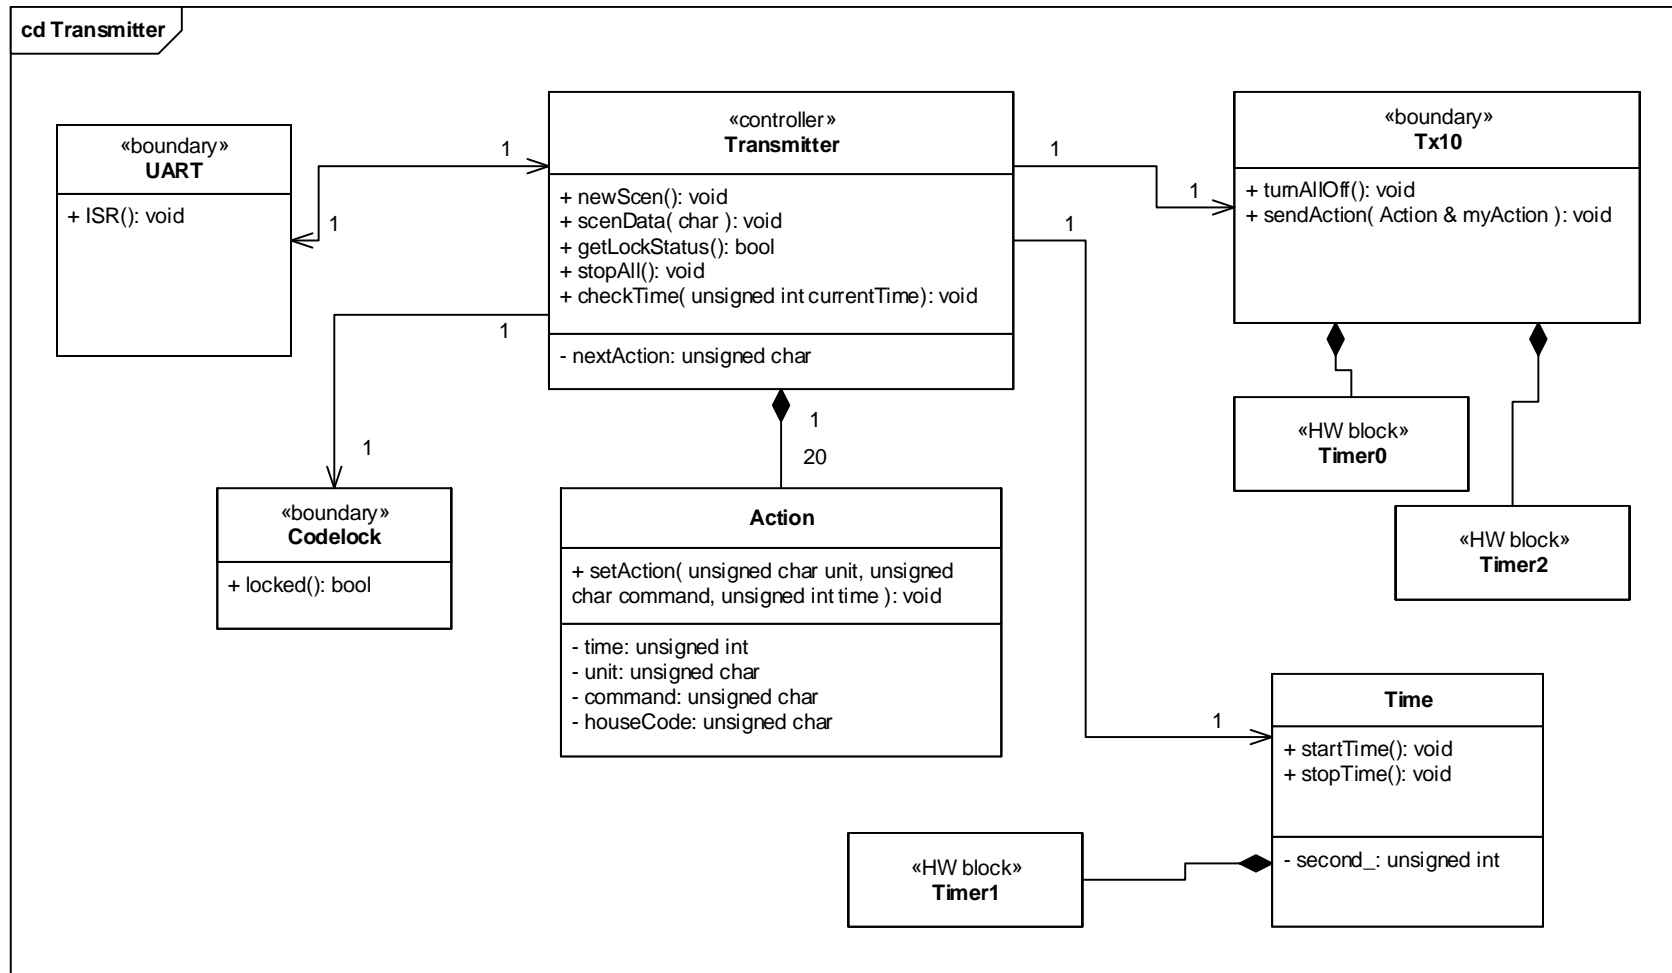 cd Transmitter
«boundary»
UART
+ ISR(): void
1
1
«controller»
Transmitter
+ newScen(): void
+ scenData( char ): void
+ getLockStatus(): bool
+ stopAll(): void
+ checkTime( unsigned int currentTime): void
- nextAction: unsigned char
1
1
1
1
1
1
«boundary»
Tx10
+ turnAllOff(): void
+ sendAction( Action & myAction ): void
«HW block»
Timer0
«HW block»
Timer2
«boundary»
Codelock
+ locked(): bool
1
20
Action
+ setAction( unsigned char unit, unsigned
char command, unsigned int time ): void
- time: unsigned int
- unit: unsigned char
- command: unsigned char
- houseCode: unsigned char
Time
+ startTime(): void
+ stopTime(): void
- second_: unsigned int
«HW block»
Timer1